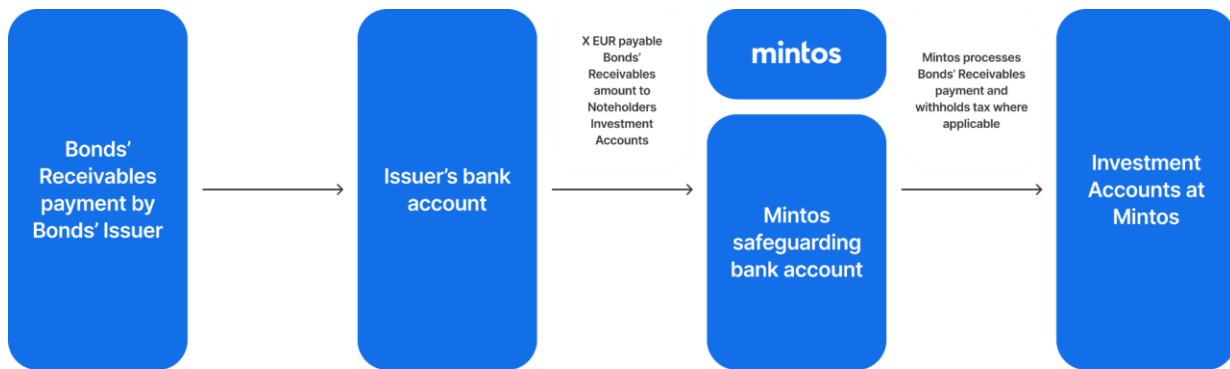 Bonds'
Receivables
payment by
Bonds' Issuer
Issuer's bank
account
X EUR payable
Bonds'
Receivables
amount to
Noteholders
Investment
Accounts
mintos
Mintos
safeguarding
bank account
Mintos processes
Bonds' Receivables
payment and
withholds tax where
applicable
Investment
Accounts at
Mintos